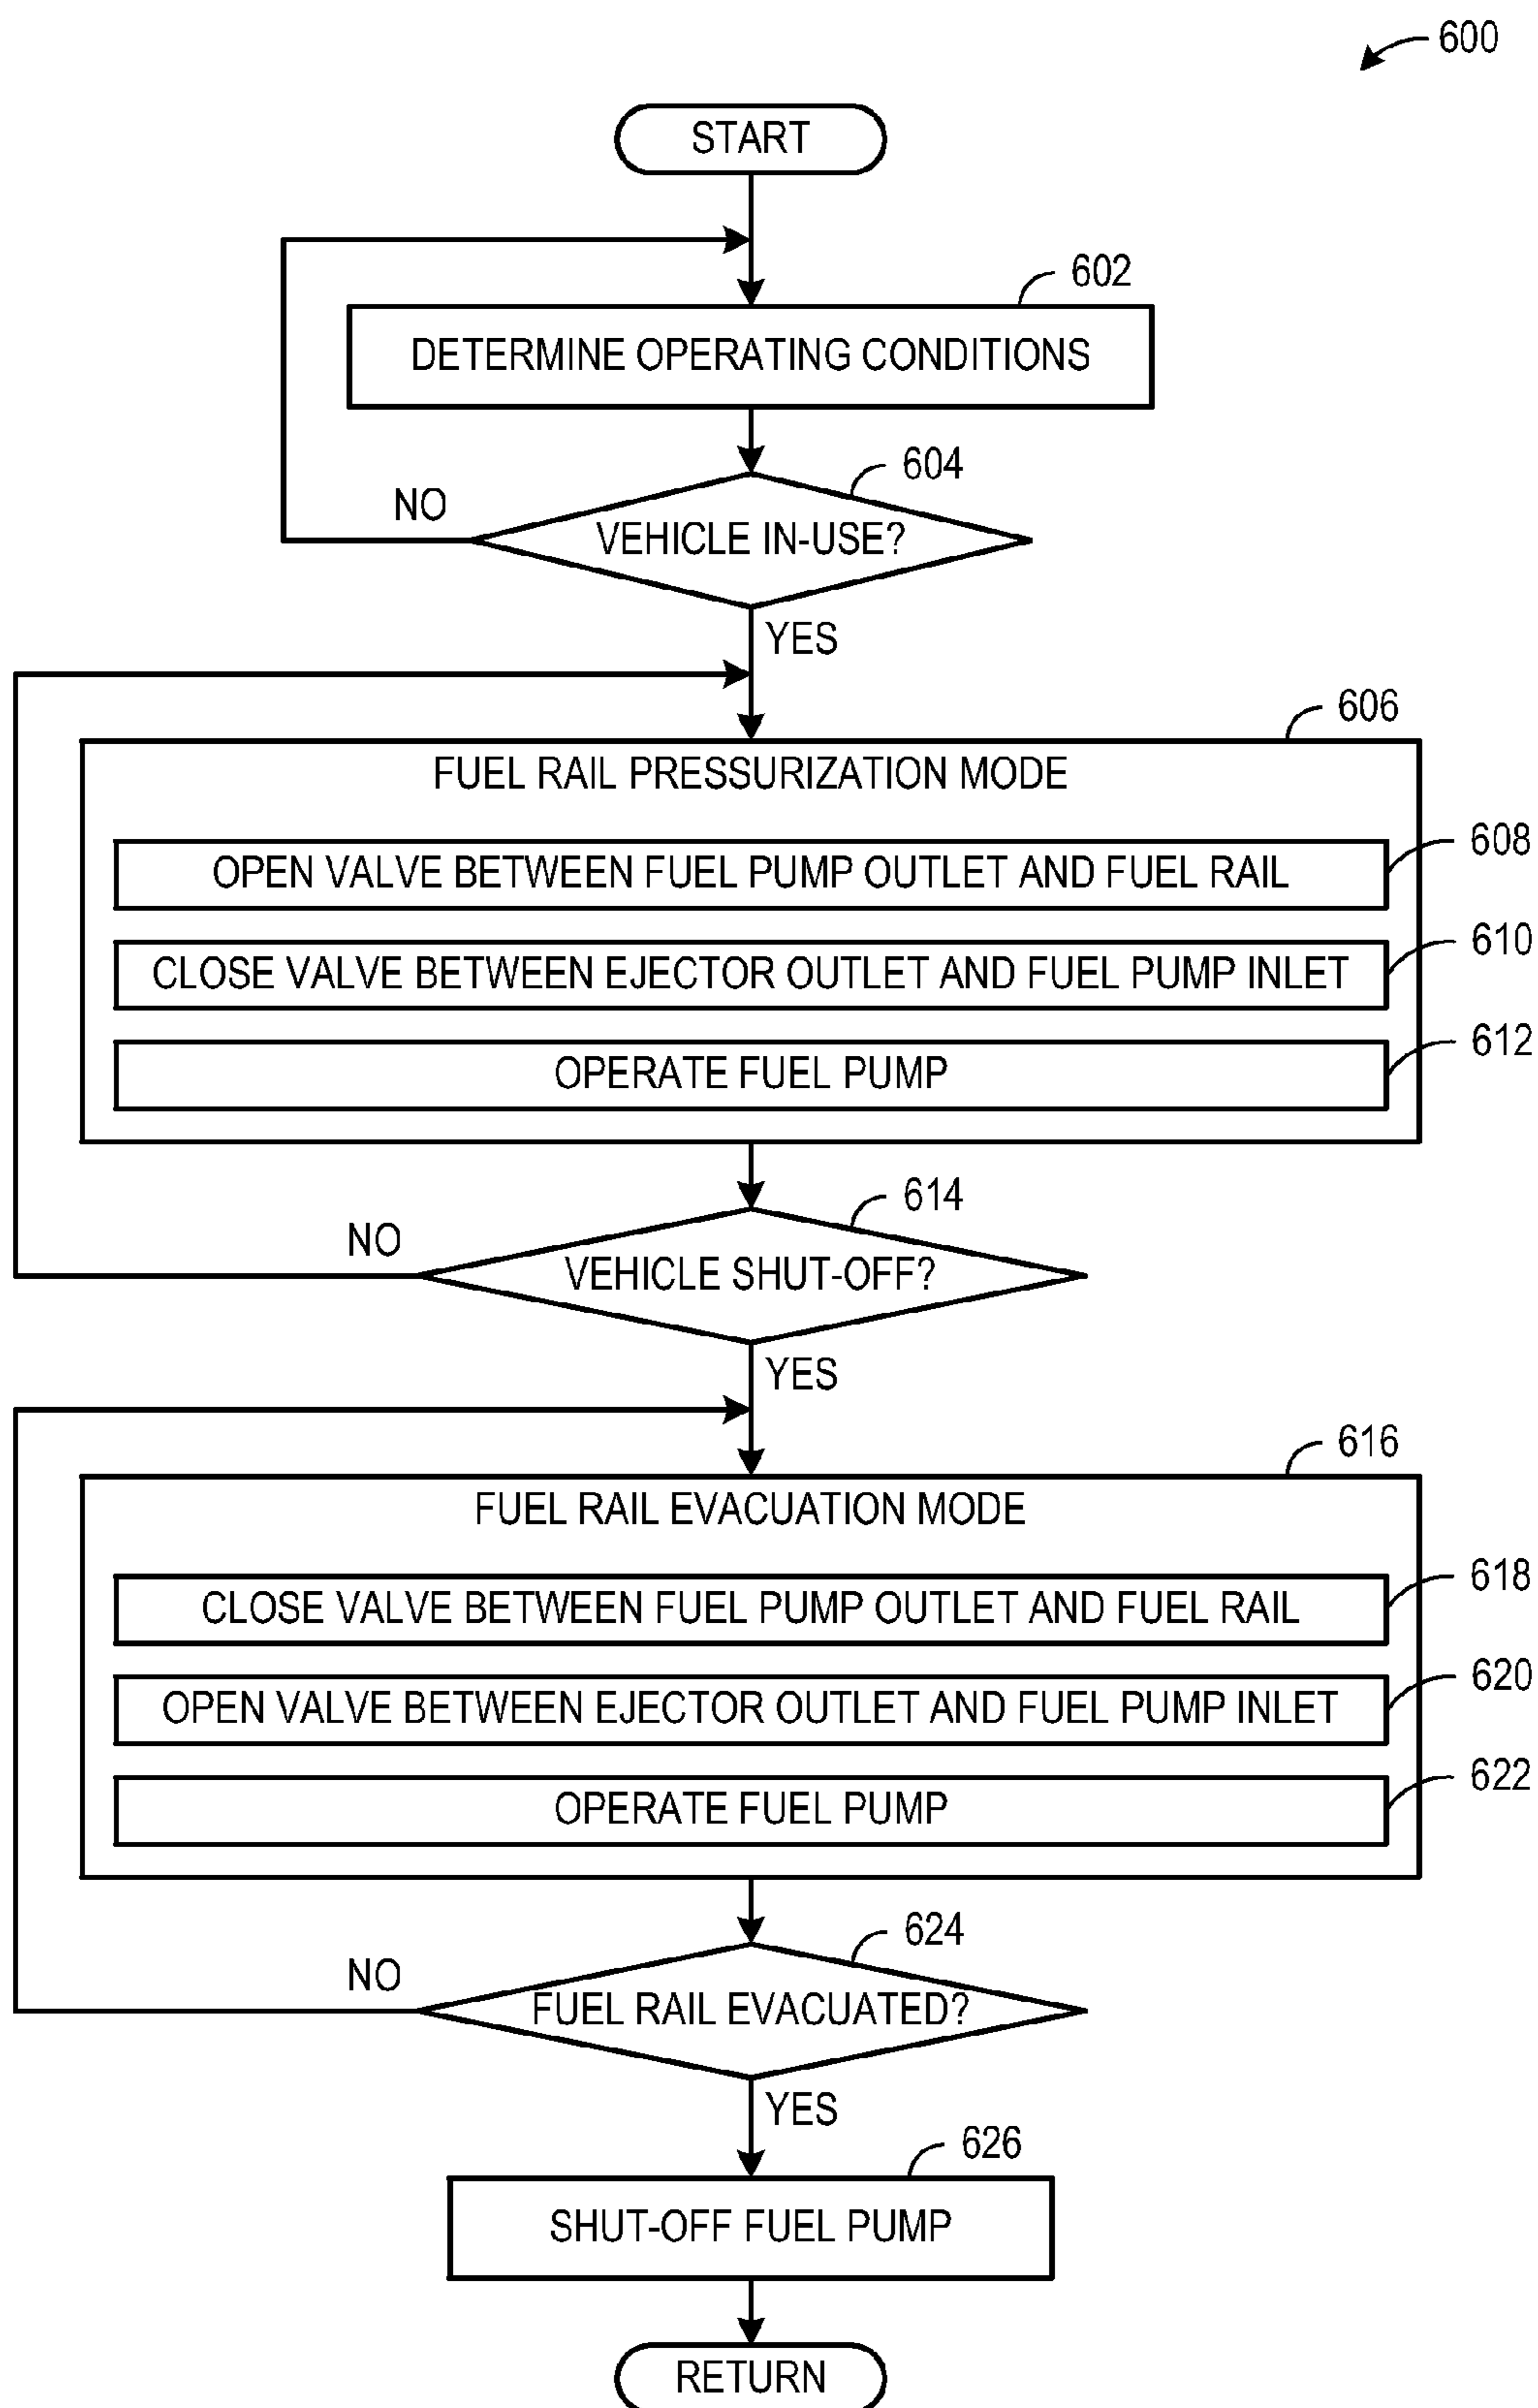 600
START
602
DETERMINE OPERATING CONDITIONS
604
NO
VEHICLE IN-USE?
YES
606
FUEL RAIL PRESSURIZATION MODE
608
OPEN VALVE BETWEEN FUEL PUMP OUTLET AND FUEL RAIL
610
CLOSE VALVE BETWEEN EJECTOR OUTLET AND FUEL PUMP INLET
612
OPERATE FUEL PUMP
614
NO
VEHICLE SHUT-OFF?
YES
616
FUEL RAIL EVACUATION MODE
618
CLOSE VALVE BETWEEN FUEL PUMP OUTLET AND FUEL RAIL
620
OPEN VALVE BETWEEN EJECTOR OUTLET AND FUEL PUMP INLET
622
OPERATE FUEL PUMP
624
NO
FUEL RAIL EVACUATED?
YES
626
SHUT-OFF FUEL PUMP
RETURN